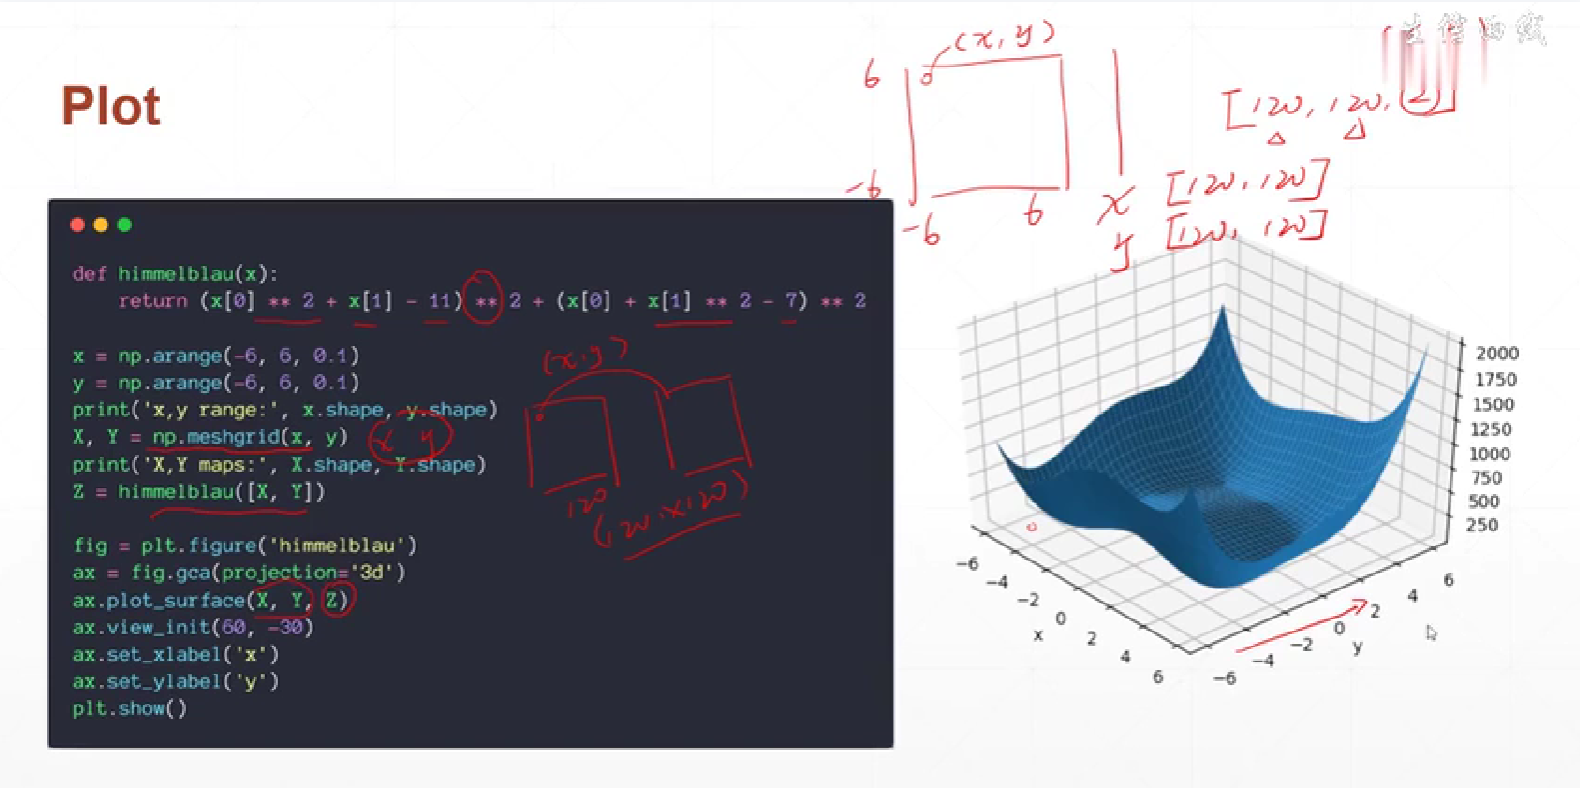 Plot
(x, y)
6
-6
-6
6
[120, 120, 2]
x [120, 120]
y [120, 120]
def himmelblau(x):
    return (x[0] ** 2 + x[1] - 11) ** 2 + (x[0] + x[1] ** 2 - 7) ** 2
x = np.arange(-6, 6, 0.1)
y = np.arange(-6, 6, 0.1)
print('x,y range:', x.shape, y.shape)
X, Y = np.meshgrid(x, y)
print('X,Y maps:', X.shape, Y.shape)
Z = himmelblau([X, Y])
fig = plt.figure('himmelblau')
ax = fig.gca(projection='3d')
ax.plot_surface(X, Y, Z)
ax.view_init(60, -30)
ax.set_xlabel('x')
ax.set_ylabel('y')
plt.show()
x y
(x, y)
120
(120x120)
2000
1750
1500
1250
1000
750
500
250
-6
-4
-2
0
2
4
6
x
-6
-4
-2
0
2
4
6
y